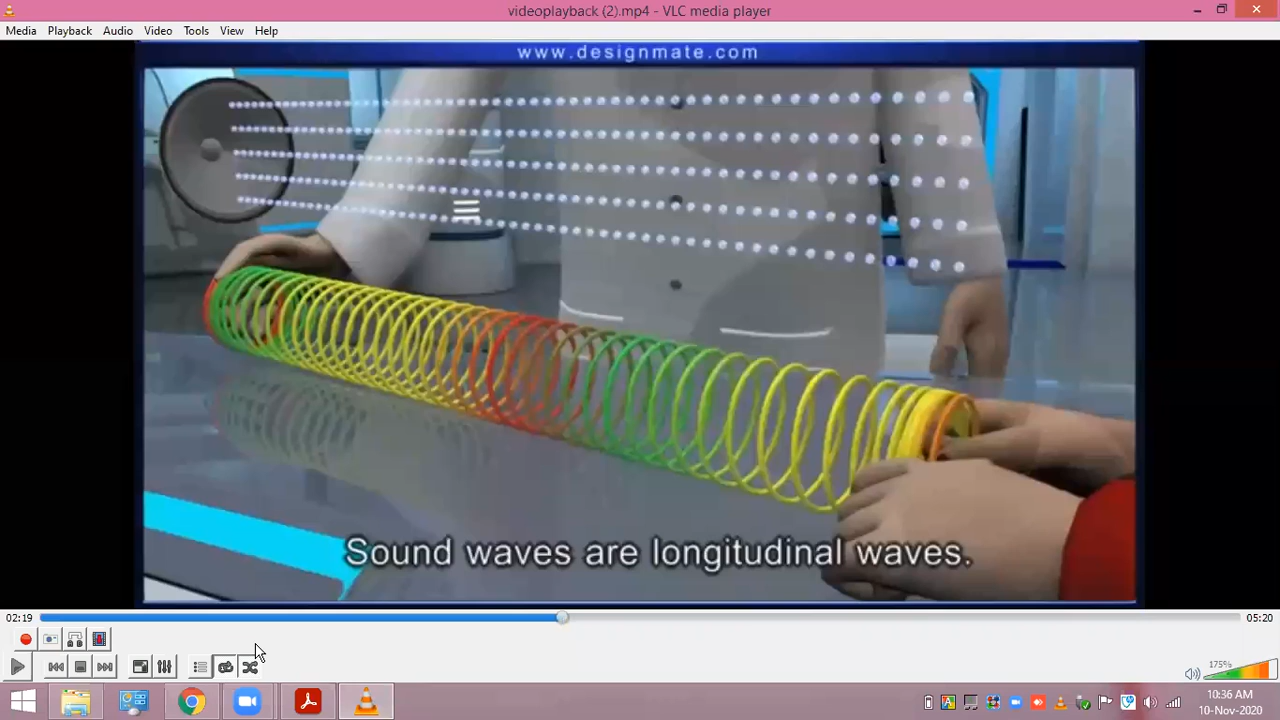 videoplayback (2).mp4 - VLC media player
Media Playback Audio Video Tools View Help
www.designmate.com
Sound waves are longitudinal waves.
02:19
05:20
175%
10:36 AM
10-Nov-2020